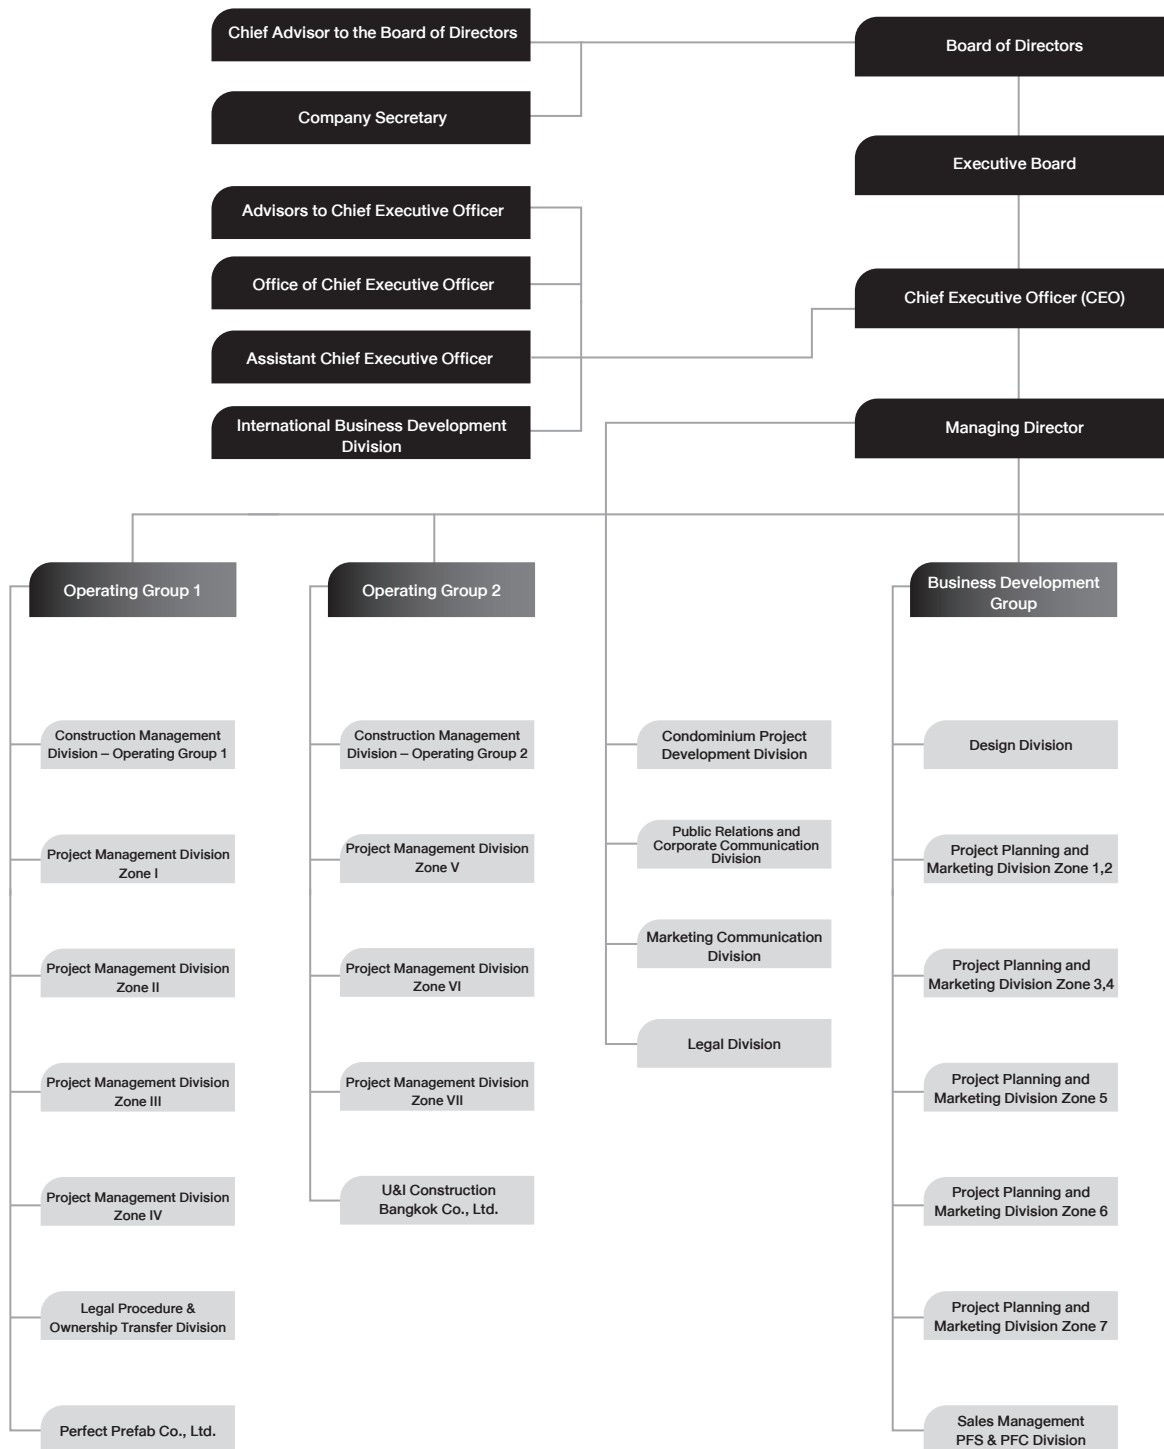 Chief Advisor to the Board of Directors
Board of Directors
Company Secretary
Executive Board
Advisors to Chief Executive Officer
Office of Chief Executive Officer
Chief Executive Officer (CEO)
Assistant Chief Executive Officer
International Business Development
Division
Managing Director
Operating Group 1
Operating Group 2
Business Development
Group
Construction Management
Division – Operating Group 1
Project Management Division
Zone I
Project Management Division
Zone II
Project Management Division
Zone III
Project Management Division
Zone IV
Legal Procedure &
Ownership Transfer Division
Perfect Prefab Co., Ltd.
Construction Management
Division – Operating Group 2
Project Management Division
Zone V
Project Management Division
Zone VI
Project Management Division
Zone VII
U&I Construction
Bangkok Co., Ltd.
Condominium Project
Development Division
Public Relations and
Corporate Communication
Division
Marketing Communication
Division
Legal Division
Design Division
Project Planning and
Marketing Division Zone 1,2
Project Planning and
Marketing Division Zone 3,4
Project Planning and
Marketing Division Zone 5
Project Planning and
Marketing Division Zone 6
Project Planning and
Marketing Division Zone 7
Sales Management
PFS & PFC Division